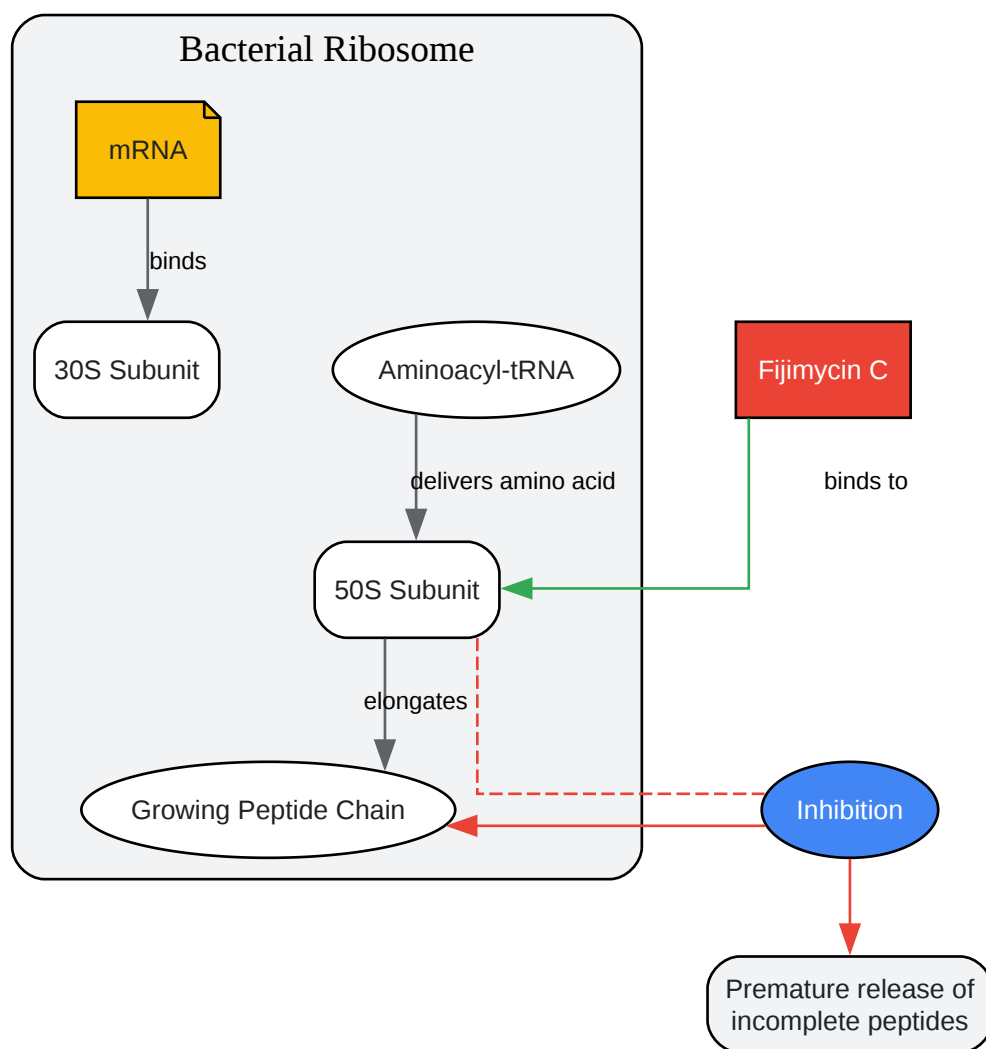 Bacterial Ribosome
mRNA
binds
30S Subunit
Aminoacyl-tRNA
Fijimycin C
delivers amino acid
binds to
50S Subunit
elongates
Growing Peptide Chain
Inhibition
Premature release of
incomplete peptides